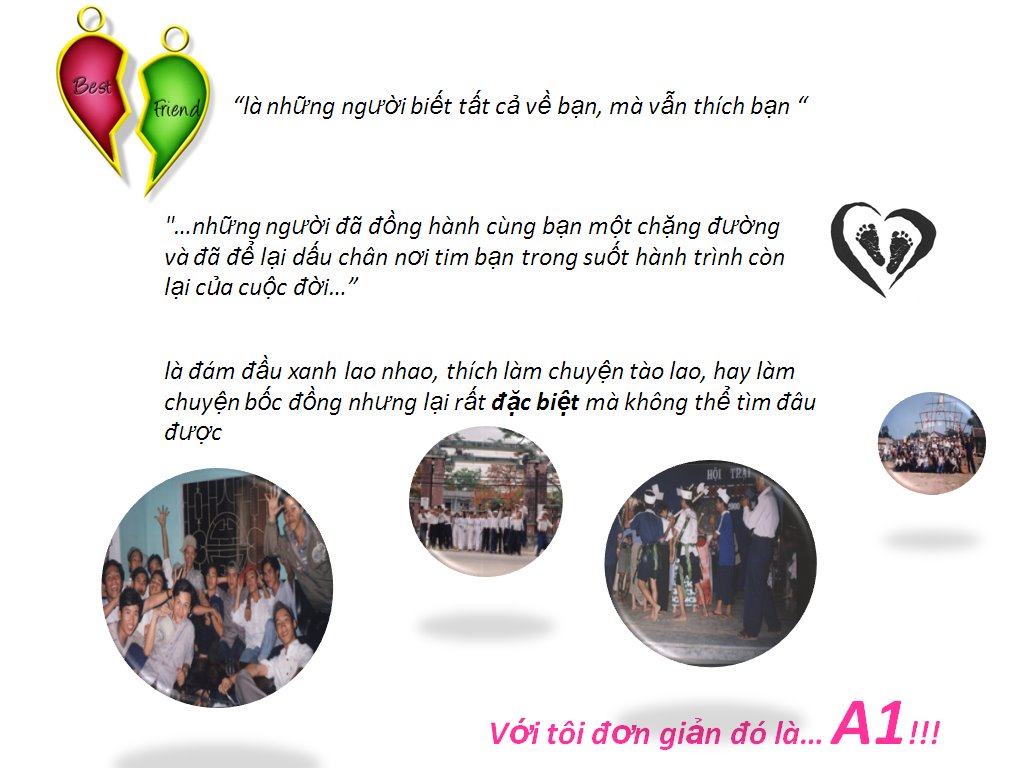 Best
Friend
“là những người biết tất cả về bạn, mà vẫn thích bạn “
"...những người đã đồng hành cùng bạn một chặng đường
và đã để lại dấu chân nơi tim bạn trong suốt hành trình còn
lại của cuộc đời...”
là đám đầu xanh lao nhao, thích làm chuyện tào lao, hay làm
chuyện bốc đồng nhưng lại rất đặc biệt mà không thể tìm đâu
được
HỘI TRẠI
2000
Với tôi đơn giản đó là... A1!!!